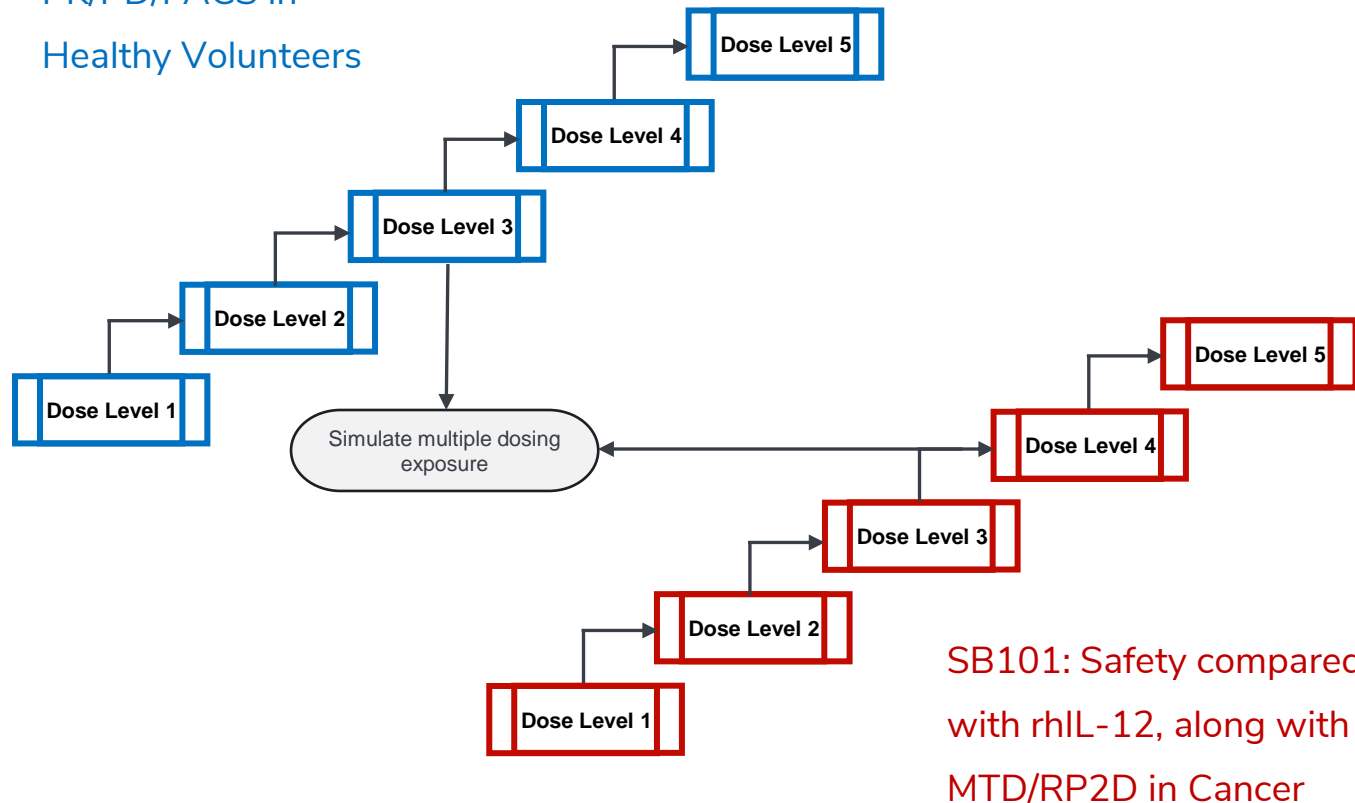 in
Healthy Volunteers
Dose Level 5
Dose Level 4
Dose Level 3
Dose Level 2
Dose Level 1
Simulate multiple dosing
exposure
Dose Level 5
Dose Level 4
Dose Level 3
Dose Level 2
Dose Level 1
SB101: Safety compared
with rhIL-12, along with
MTD/RP2D in Cancer